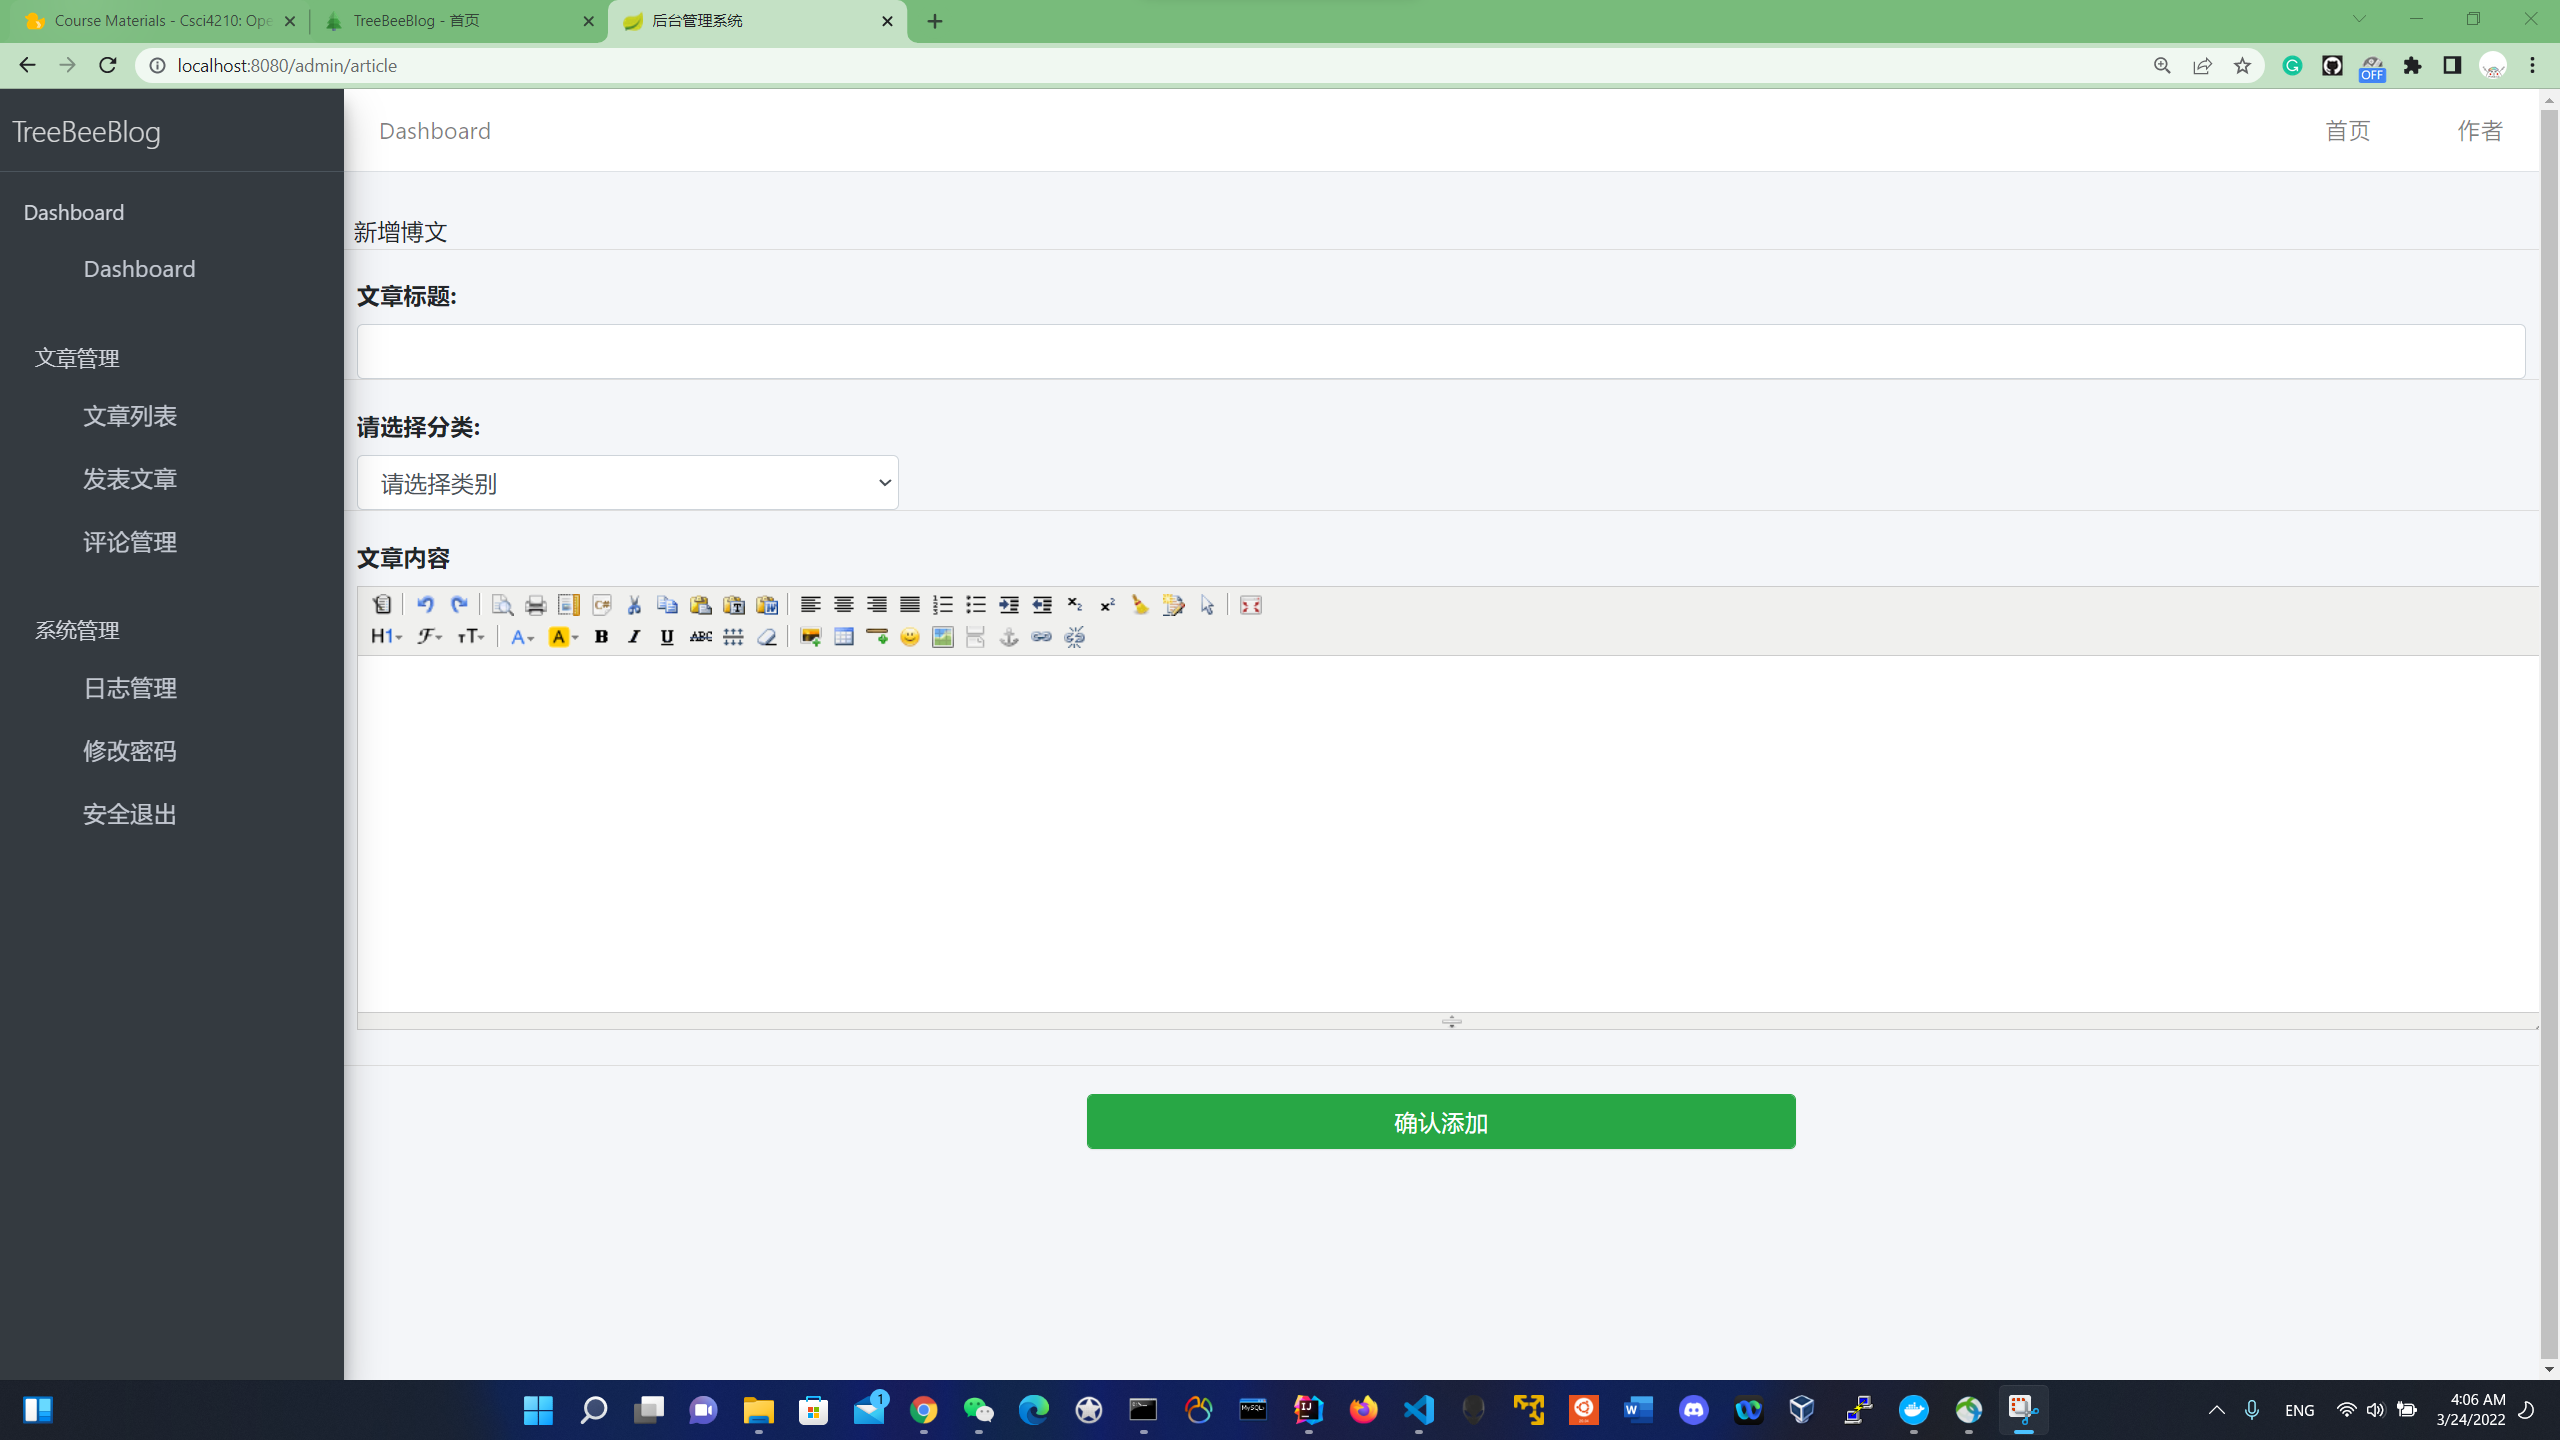 Course Materials - Csci4210: Ope
TreeBeeBlog - 首页
后台管理系统
localhost:8080/admin/article
OFF
TreeBeeBlog
Dashboard
首页
作者
Dashboard
Dashboard
文章管理
文章列表
发表文章
评论管理
系统管理
日志管理
修改密码
安全退出
新增博文
文章标题:
请选择分类:
请选择类别
文章内容
确认添加
1
ENG
4:06 AM
3/24/2022